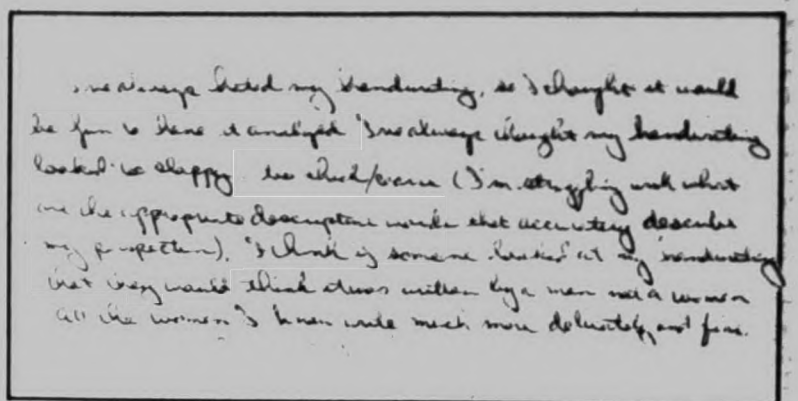 I've always hated my handwriting, so I thought it would
be fun to have it analyzed I've always thought my handwriting
looked so sloppy. too thick/ (I'm struggling with what
are the appropriate descriptive words that accurately describe
my perspective). I think if someone looked at my handwriting
that they would think it was written by a man not a woman
all the women I know write much more delicately and fine.